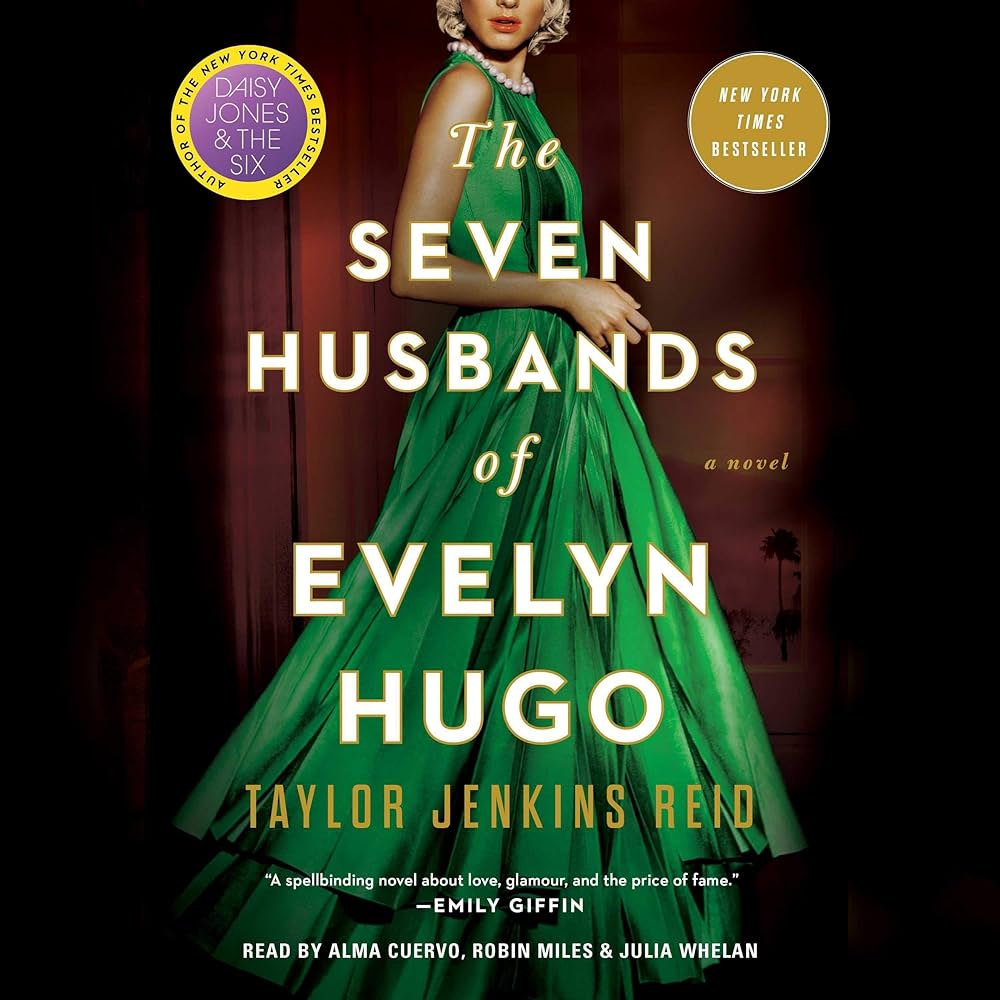 AUTHOR OF THE NEW YORK TIMES BESTSELLER
DAISY
JONES
& THE
SIX
NEW YORK
TIMES
BESTSELLER
The
SEVEN
HUSBANDS
of
a novel
EVELYN
HUGO
TAYLOR JENKINS REID
“A spellbinding novel about love, glamour, and the price of fame.”
—EMILY GIFFIN
READ BY ALMA CUERVO, ROBIN MILES & JULIA WHELAN